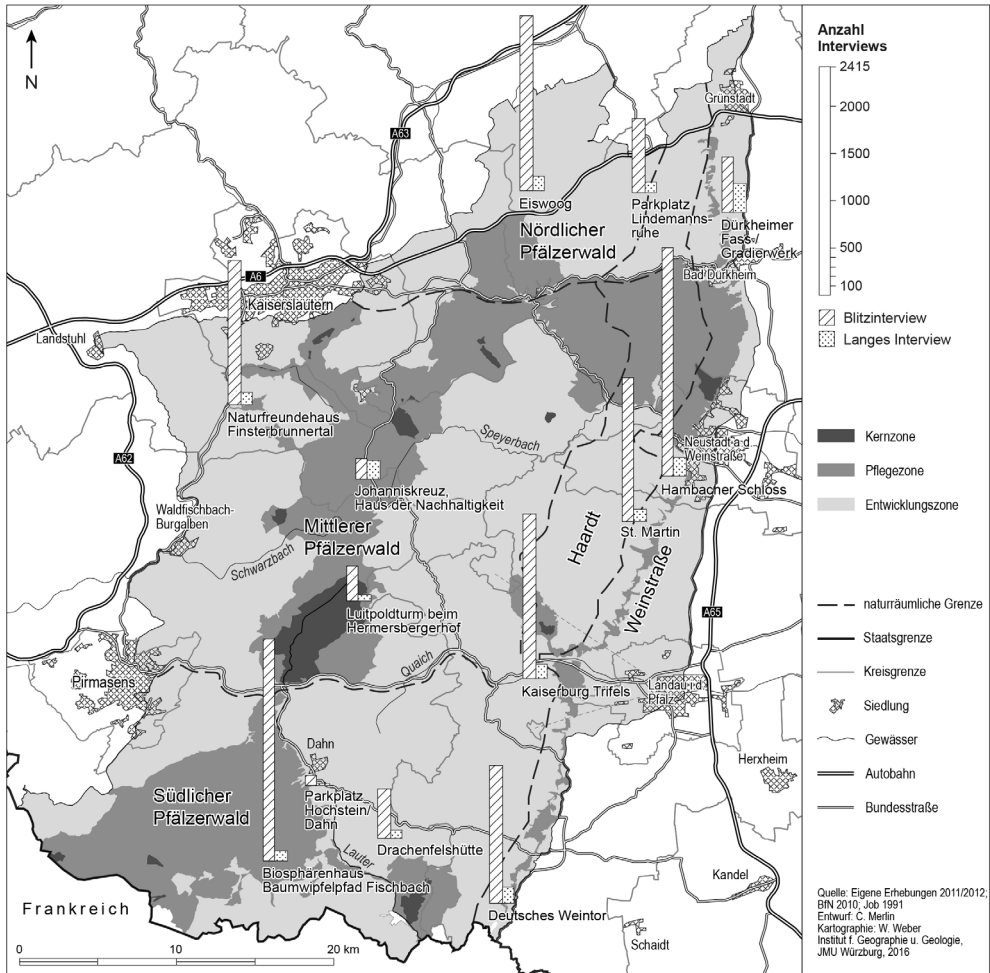 N
A63
Grünstadt
Eiswoog
Parkplatz
Lindemanns-
ruhe
Nördlicher
Pfälzerwald
Dürkheimer
Fass-/
Gradierwerk
Bad Dürkheim
A6
Kaiserslautern
Landstuhl
Naturfreundehaus
Finsterbrunnertal
Speyerbach
Neustadt a.d.
Weinstraße
A62
Johanniskreuz,
Haus der Nachhaltigkeit
Hambacher Schloss
Waldfischbach-
Burgalben
Mittlerer
Pfälzerwald
St. Martin
Haardt
Schwarzbach
Weinstraße
A65
Luitpoldturm beim
Hermersbergerhof
Quaich
Pirmasens
Kaiserburg Trifels
Landau i.d.
Pfalz
Dahn
Herxheim
Südlicher
Pfälzerwald
Parkplatz
Hochstein/
Dahn
Drachenfelshütte
Lauter
Biosphärenhaus
Baumwipfelpfad Fischbach
Kandel
Deutsches Weintor
Frankreich
Schaidt
0 10 20 km
Anzahl
Interviews
2415
2000
1500
1000
500
100
Blitzinterview
Langes Interview
Kernzone
Pflegezone
Entwicklungszone
naturräumliche Grenze
Staatsgrenze
Kreisgrenze
Siedlung
Gewässer
Autobahn
Bundesstraße
Quelle: Eigene Erhebungen 2011/2012;
BfN 2010; Job 1991
Entwurf: C. Merlin
Kartographie: W. Weber
Institut f. Geographie u. Geologie,
JMU Würzburg, 2016